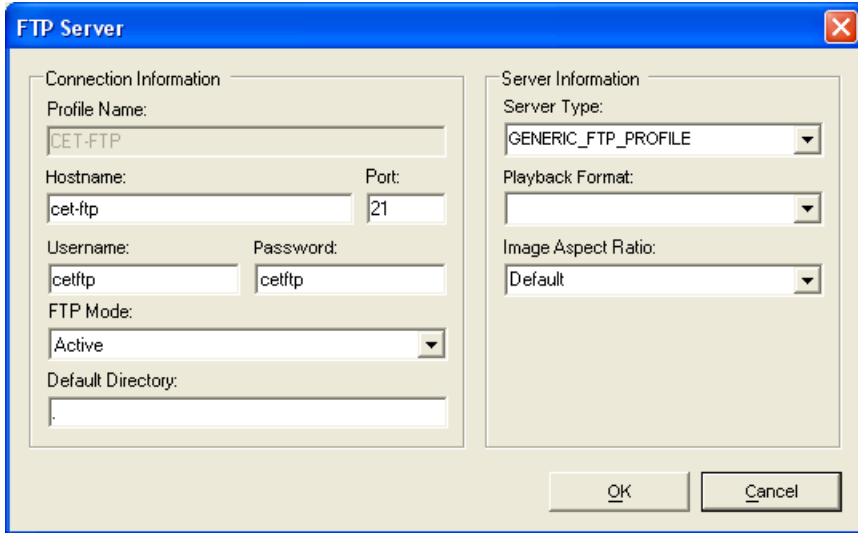 FTP Server
Connection Information
Profile Name:
CET-FTP
Hostname: Port:
cet-ftp 21
Username: Password:
cetftp cetftp
FTP Mode:
Active
Default Directory:
.
Server Information
Server Type:
GENERIC_FTP_PROFILE
Playback Format:
Image Aspect Ratio:
Default
OK Cancel